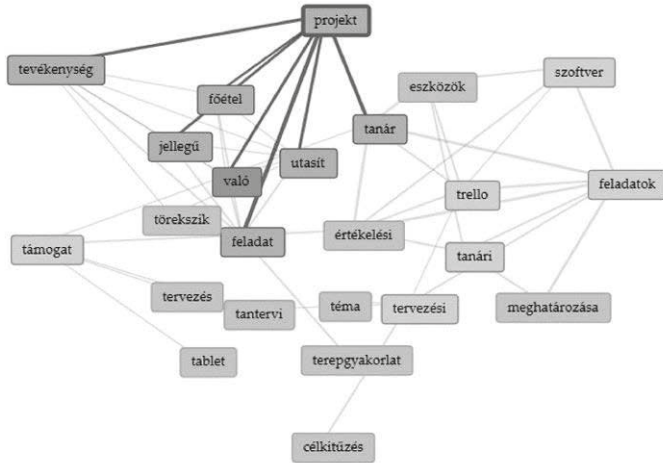 projekt
tevékenység
szoftver
eszközök
főétel
tanár
jellegű
utasít
való
feladatok
trello
törekszik
feladat
értékelési
támogat
tanári
tervezés
tantervi
téma
tervezési
meghatározása
tablet
terepgyakorlat
célkitűzés